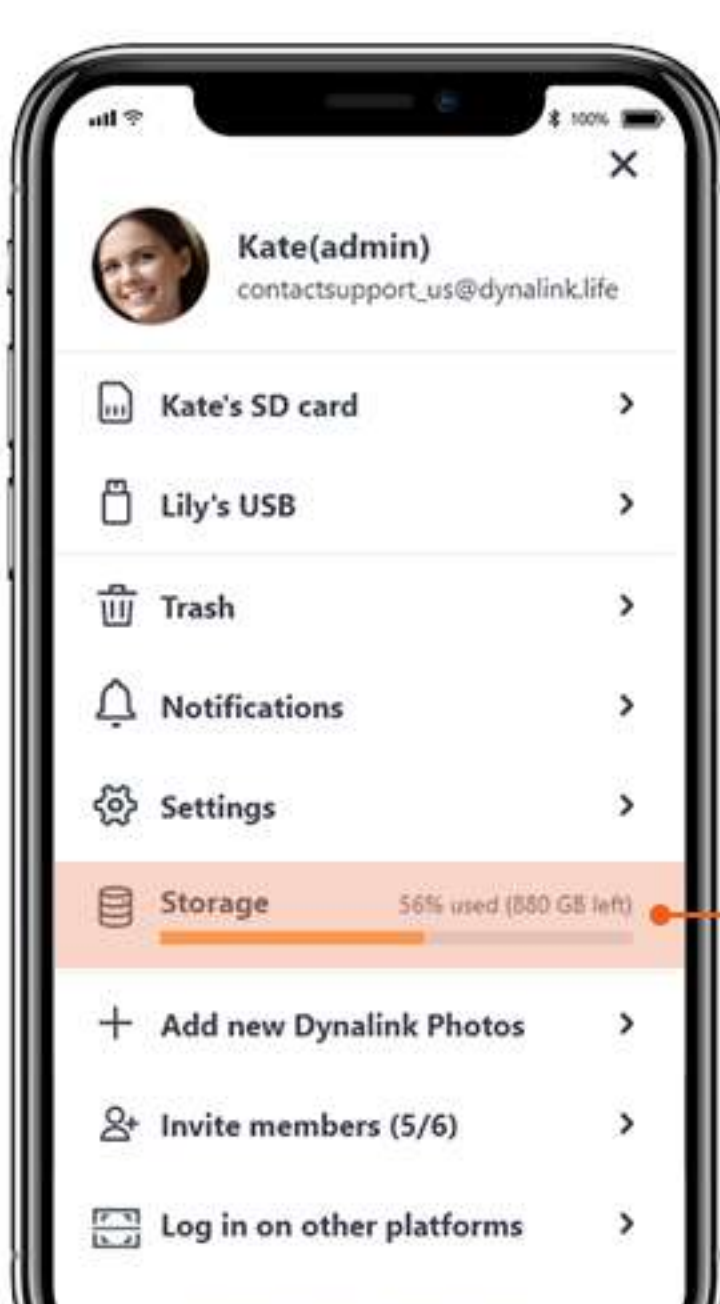 100%
Kate(admin)
contactsupport_us@dynalink.life
Kate's SD card
Lily's USB
Trash
Notifications
Settings
Storage 56% used (880 GB left)
Add new Dynalink Photos
Invite members (5/6)
Log in on other platforms